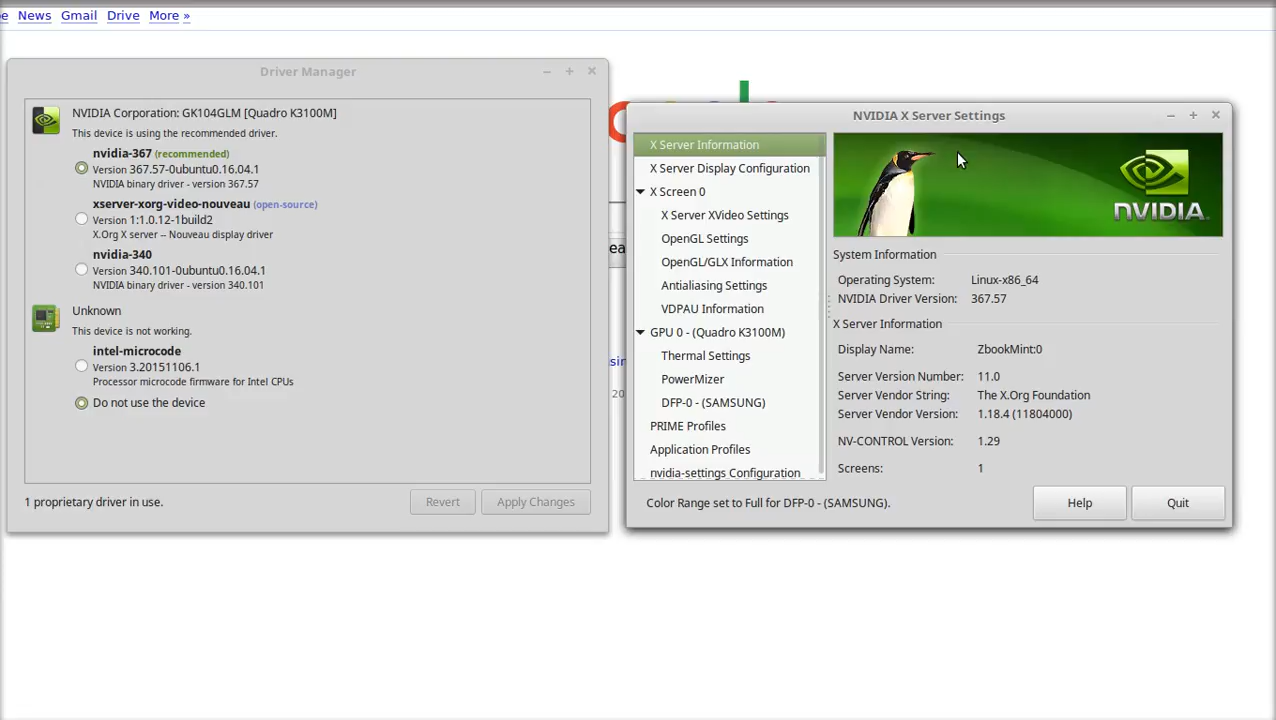 News Gmail Drive More »
Driver Manager
NVIDIA Corporation: GK104GLM [Quadro K3100M]
This device is using the recommended driver.
nvidia-367 (recommended)
Version 367.57-0ubuntu0.16.04.1
NVIDIA binary driver - version 367.57
xserver-xorg-video-nouveau (open-source)
Version 1:1.0.12-1build2
X.Org X server -- Nouveau display driver
nvidia-340
Version 340.101-0ubuntu0.16.04.1
NVIDIA binary driver - version 340.101
Unknown
This device is not working.
intel-microcode
Version 3.20151106.1
Processor microcode firmware for Intel CPUs
Do not use the device
1 proprietary driver in use.
Revert
Apply Changes
NVIDIA X Server Settings
X Server Information
X Server Display Configuration
X Screen 0
X Server XVideo Settings
OpenGL Settings
OpenGL/GLX Information
Antialiasing Settings
VDPAU Information
GPU 0 - (Quadro K3100M)
Thermal Settings
PowerMizer
DFP-0 - (SAMSUNG)
PRIME Profiles
Application Profiles
nvidia-settings Configuration
NVIDIA
System Information
Operating System: Linux-x86_64
NVIDIA Driver Version: 367.57
X Server Information
Display Name: ZbookMint:0
Server Version Number: 11.0
Server Vendor String: The X.Org Foundation
Server Vendor Version: 1.18.4 (11804000)
NV-CONTROL Version: 1.29
Screens: 1
Color Range set to Full for DFP-0 - (SAMSUNG).
Help
Quit